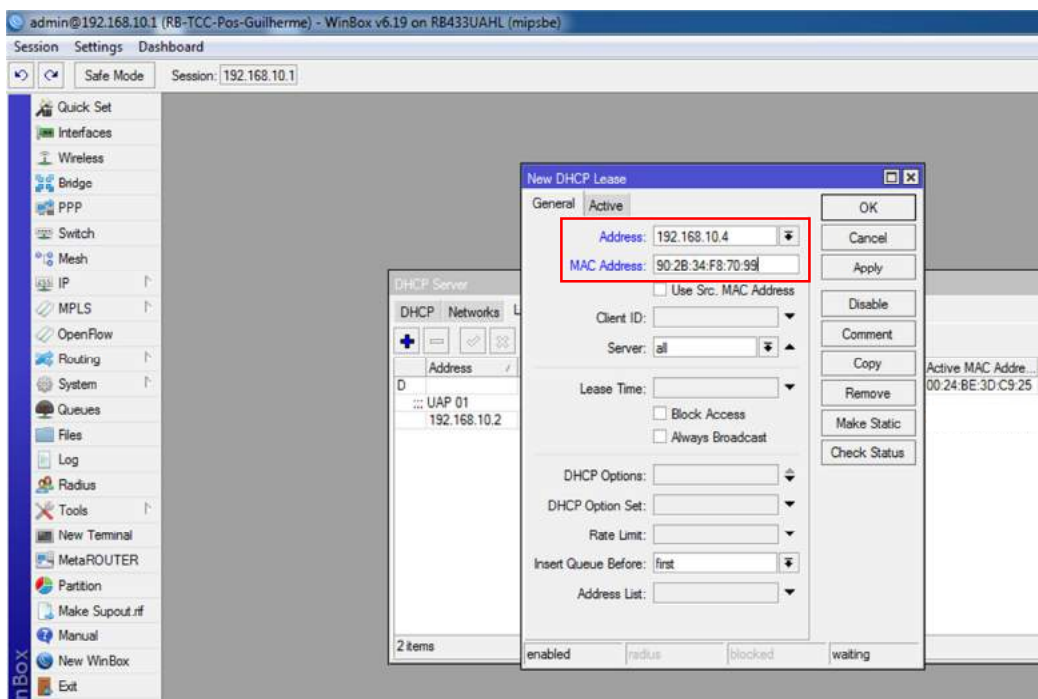 admin@192.168.10.1 (RB-TCC-Pos-Guilherme) - WinBox v6.19 on RB433UAHL (mipsbe)
Session Settings Dashboard
Safe Mode Session: 192.168.10.1
Quick Set
Interfaces
Wireless
Bridge
PPP
Switch
Mesh
IP
MPLS
OpenFlow
Routing
System
Queues
Files
Log
Radius
Tools
New Terminal
MetaROUTER
Partition
Make Supout.rif
Manual
New WinBox
Exit
DHCP Server
DHCP Networks
Address
Active MAC Addre...
D
00:24:BE:3D:C9:25
::: UAP 01
192.168.10.2
2 items
New DHCP Lease
General Active
Address: 192.168.10.4
MAC Address: 90:2B:34:F8:70:99
Use Src. MAC Address
Client ID:
Server: all
Lease Time:
Block Access
Always Broadcast
DHCP Options:
DHCP Option Set:
Rate Limit:
Insert Queue Before: first
Address List:
OK
Cancel
Apply
Disable
Comment
Copy
Remove
Make Static
Check Status
enabled radius blocked waiting